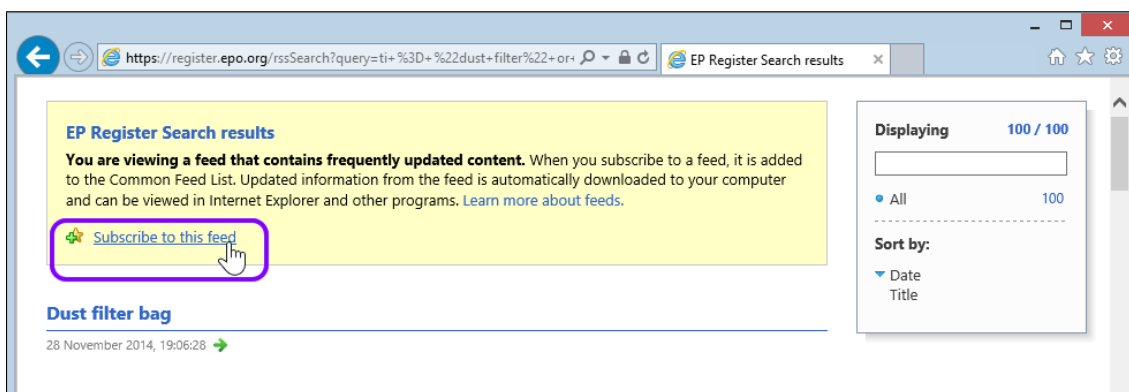 https://register.epo.org/rssSearch?query=ti+%3D+%22dust+filter%22+or+
EP Register Search results
EP Register Search results
You are viewing a feed that contains frequently updated content. When you subscribe to a feed, it is added
to the Common Feed List. Updated information from the feed is automatically downloaded to your computer
and can be viewed in Internet Explorer and other programs. Learn more about feeds.
Subscribe to this feed
Dust filter bag
28 November 2014, 19:06:28
Displaying 100 / 100
All 100
Sort by:
Date
Title